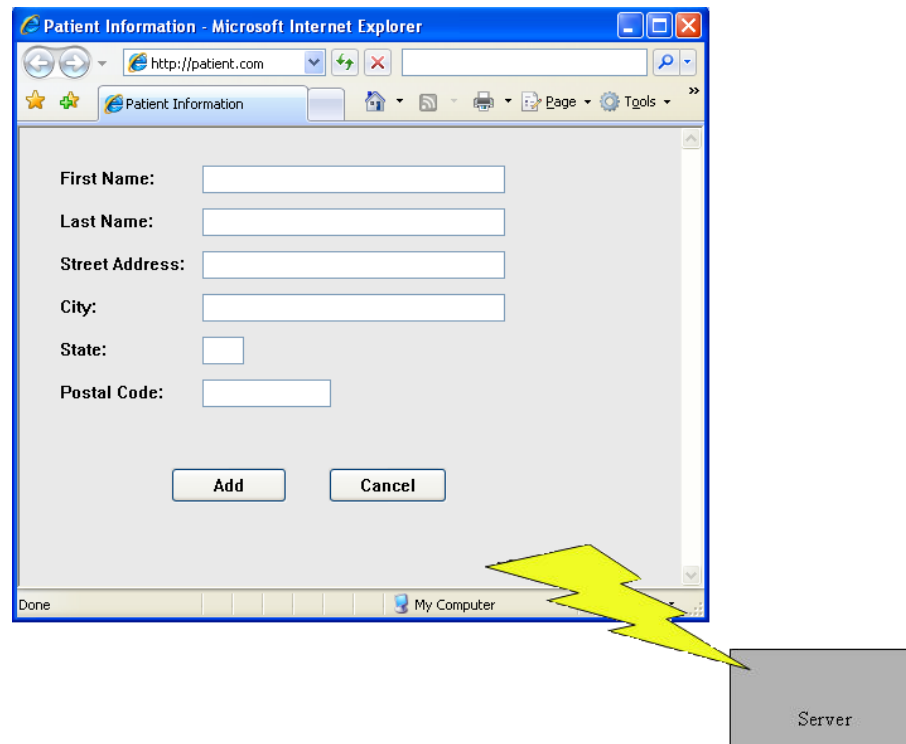 Patient Information - Microsoft Internet Explorer
http://patient.com
Patient Information
Page
Tools
»
First Name:
Last Name:
Street Address:
City:
State:
Postal Code:
Add Cancel
Done My Computer
Server